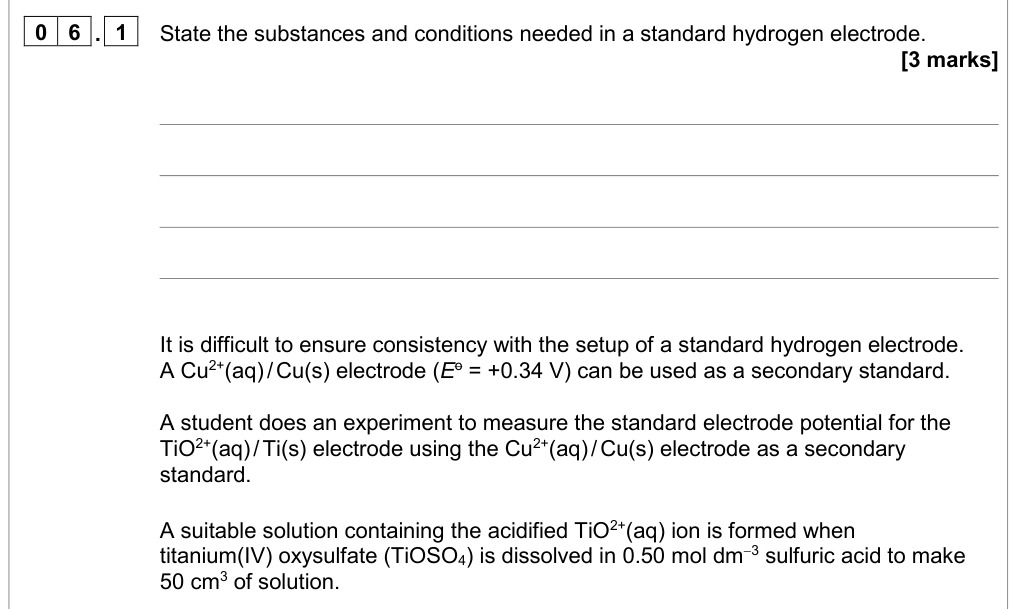 0 6 . 1 State the substances and conditions needed in a standard hydrogen electrode.
[3 marks]
It is difficult to ensure consistency with the setup of a standard hydrogen electrode.
A Cu²⁺(aq)/Cu(s) electrode (E⦵ = +0.34 V) can be used as a secondary standard.
A student does an experiment to measure the standard electrode potential for the
TiO²⁺(aq)/Ti(s) electrode using the Cu²⁺(aq)/Cu(s) electrode as a secondary
standard.
A suitable solution containing the acidified TiO²⁺(aq) ion is formed when
titanium(IV) oxysulfate (TiOSO₄) is dissolved in 0.50 mol dm⁻³ sulfuric acid to make
50 cm³ of solution.